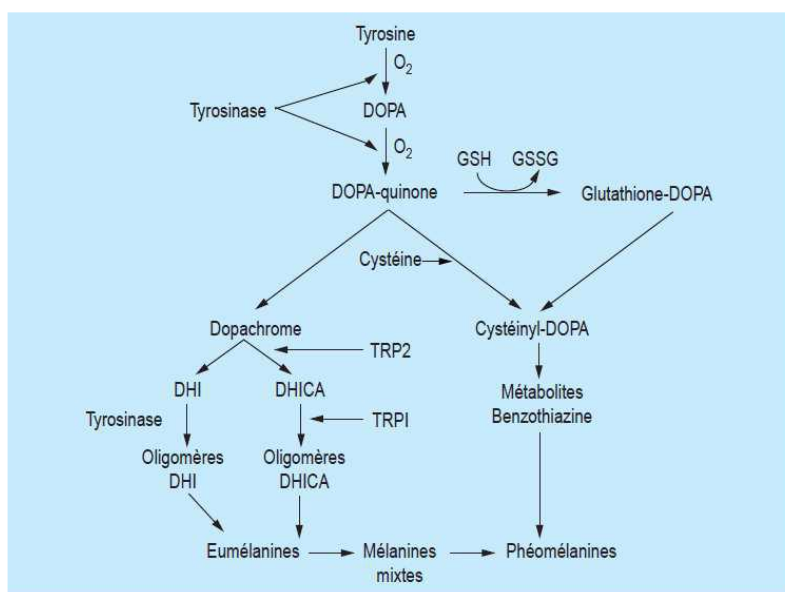 Tyrosine
O2
Tyrosinase
DOPA
O2
GSH GSSG
DOPA-quinone
Glutathione-DOPA
Cystéine
Dopachrome
Cystéinyl-DOPA
TRP2
DHI
DHICA
Métabolites
Benzothiazine
Tyrosinase
TRPI
Oligomères
DHI
Oligomères
DHICA
Eumélanines
Mélanines
mixtes
Phéomélanines